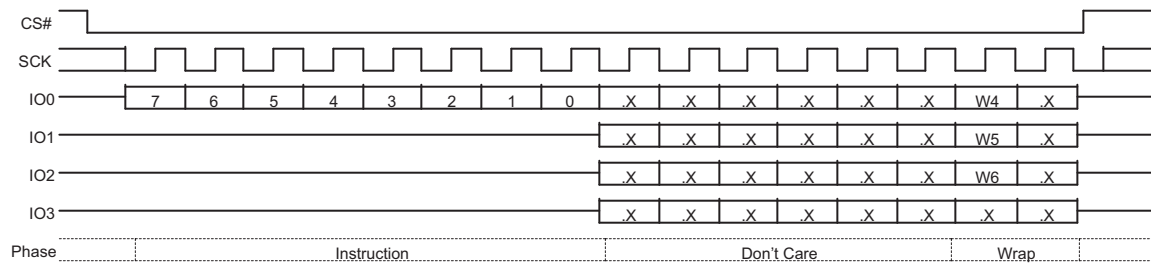 CS#
SCK
IO0 7 6 5 4 3 2 1 0 .X .X .X .X .X .X W4 .X
IO1 .X .X .X .X .X .X W5 .X
IO2 .X .X .X .X .X .X W6 .X
IO3 .X .X .X .X .X .X .X .X
Phase Instruction Don't Care Wrap